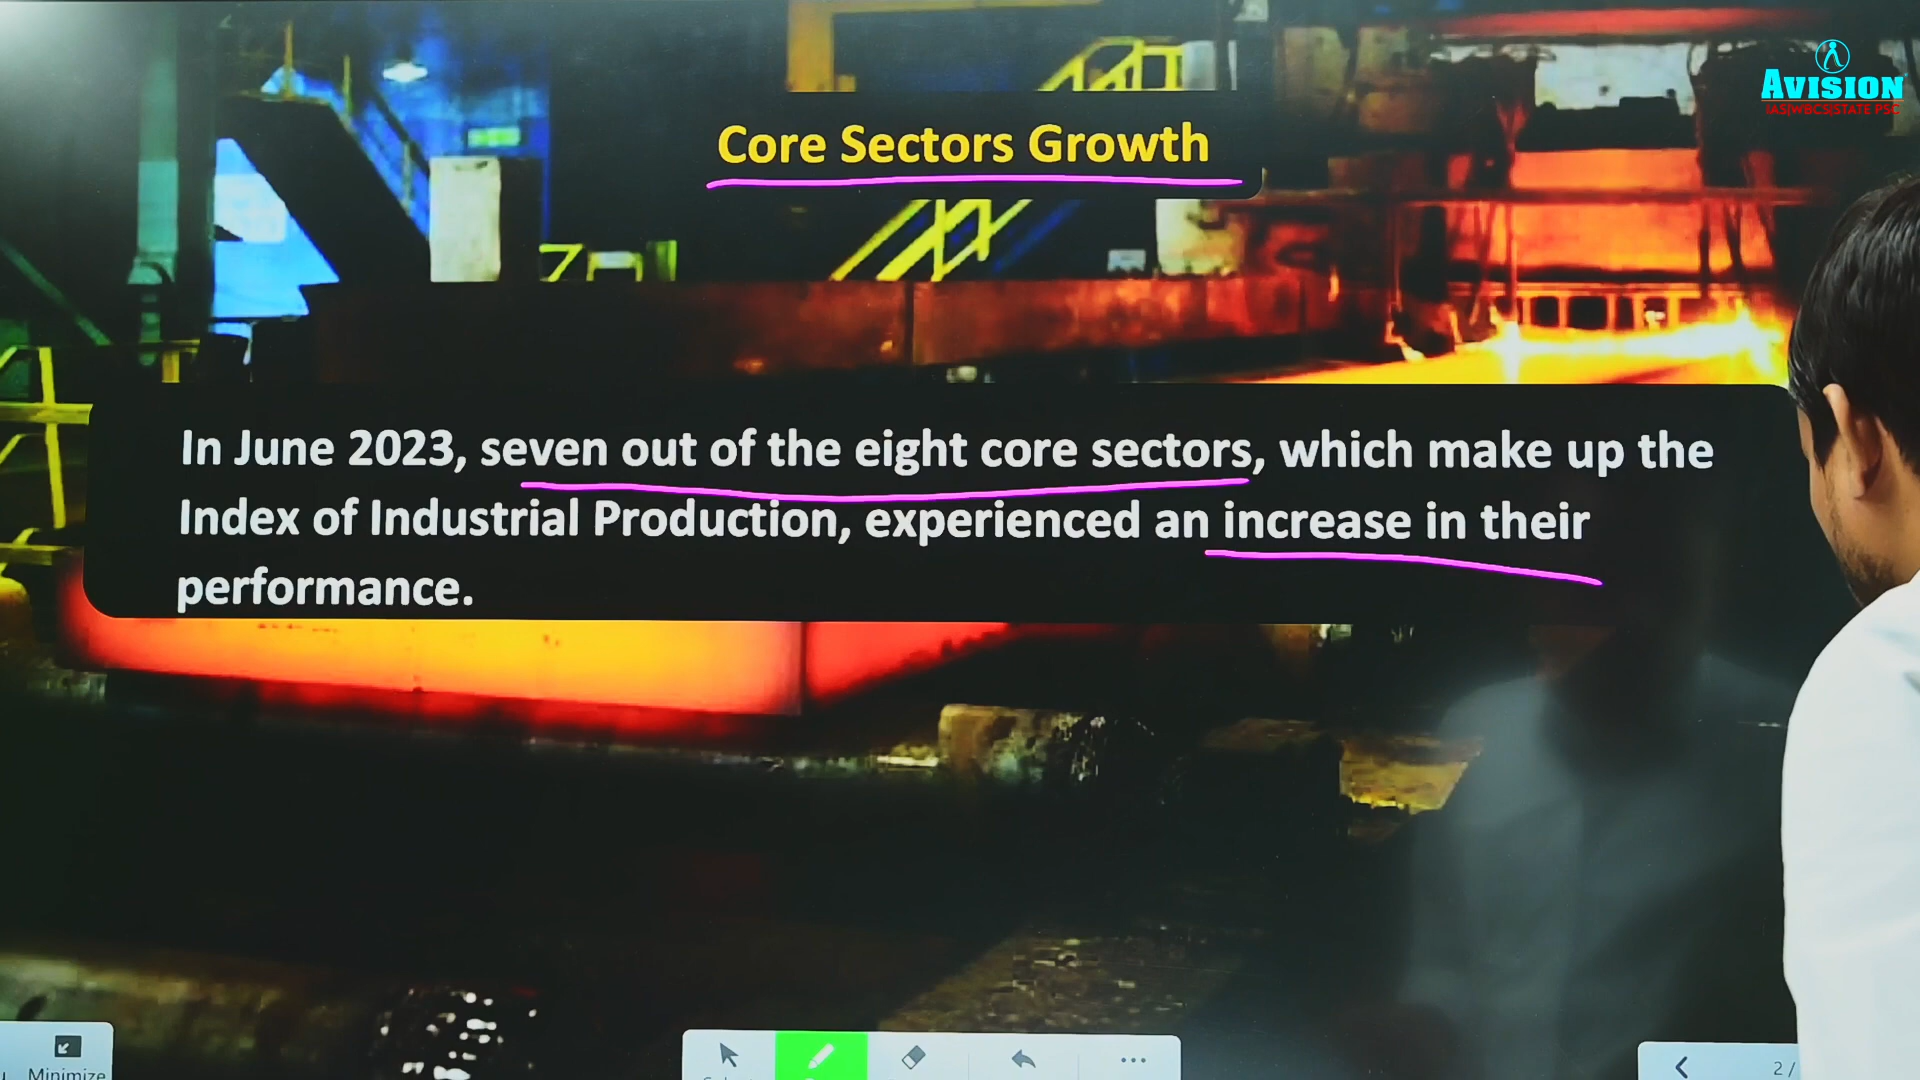 AVISION
IAS|WBCS|STATE PSC
Core Sectors Growth
In June 2023, seven out of the eight core sectors, which make up the
Index of Industrial Production, experienced an increase in their
performance.
Minimize
2 /